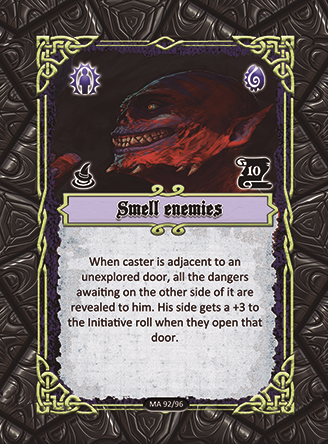 10
Smell enemies
When caster is adjacent to an
unexplored door, all the dangers
awaiting on the other side of it are
revealed to him. His side gets a +3 to
the Initiative roll when they open that
door.
MA 92/96